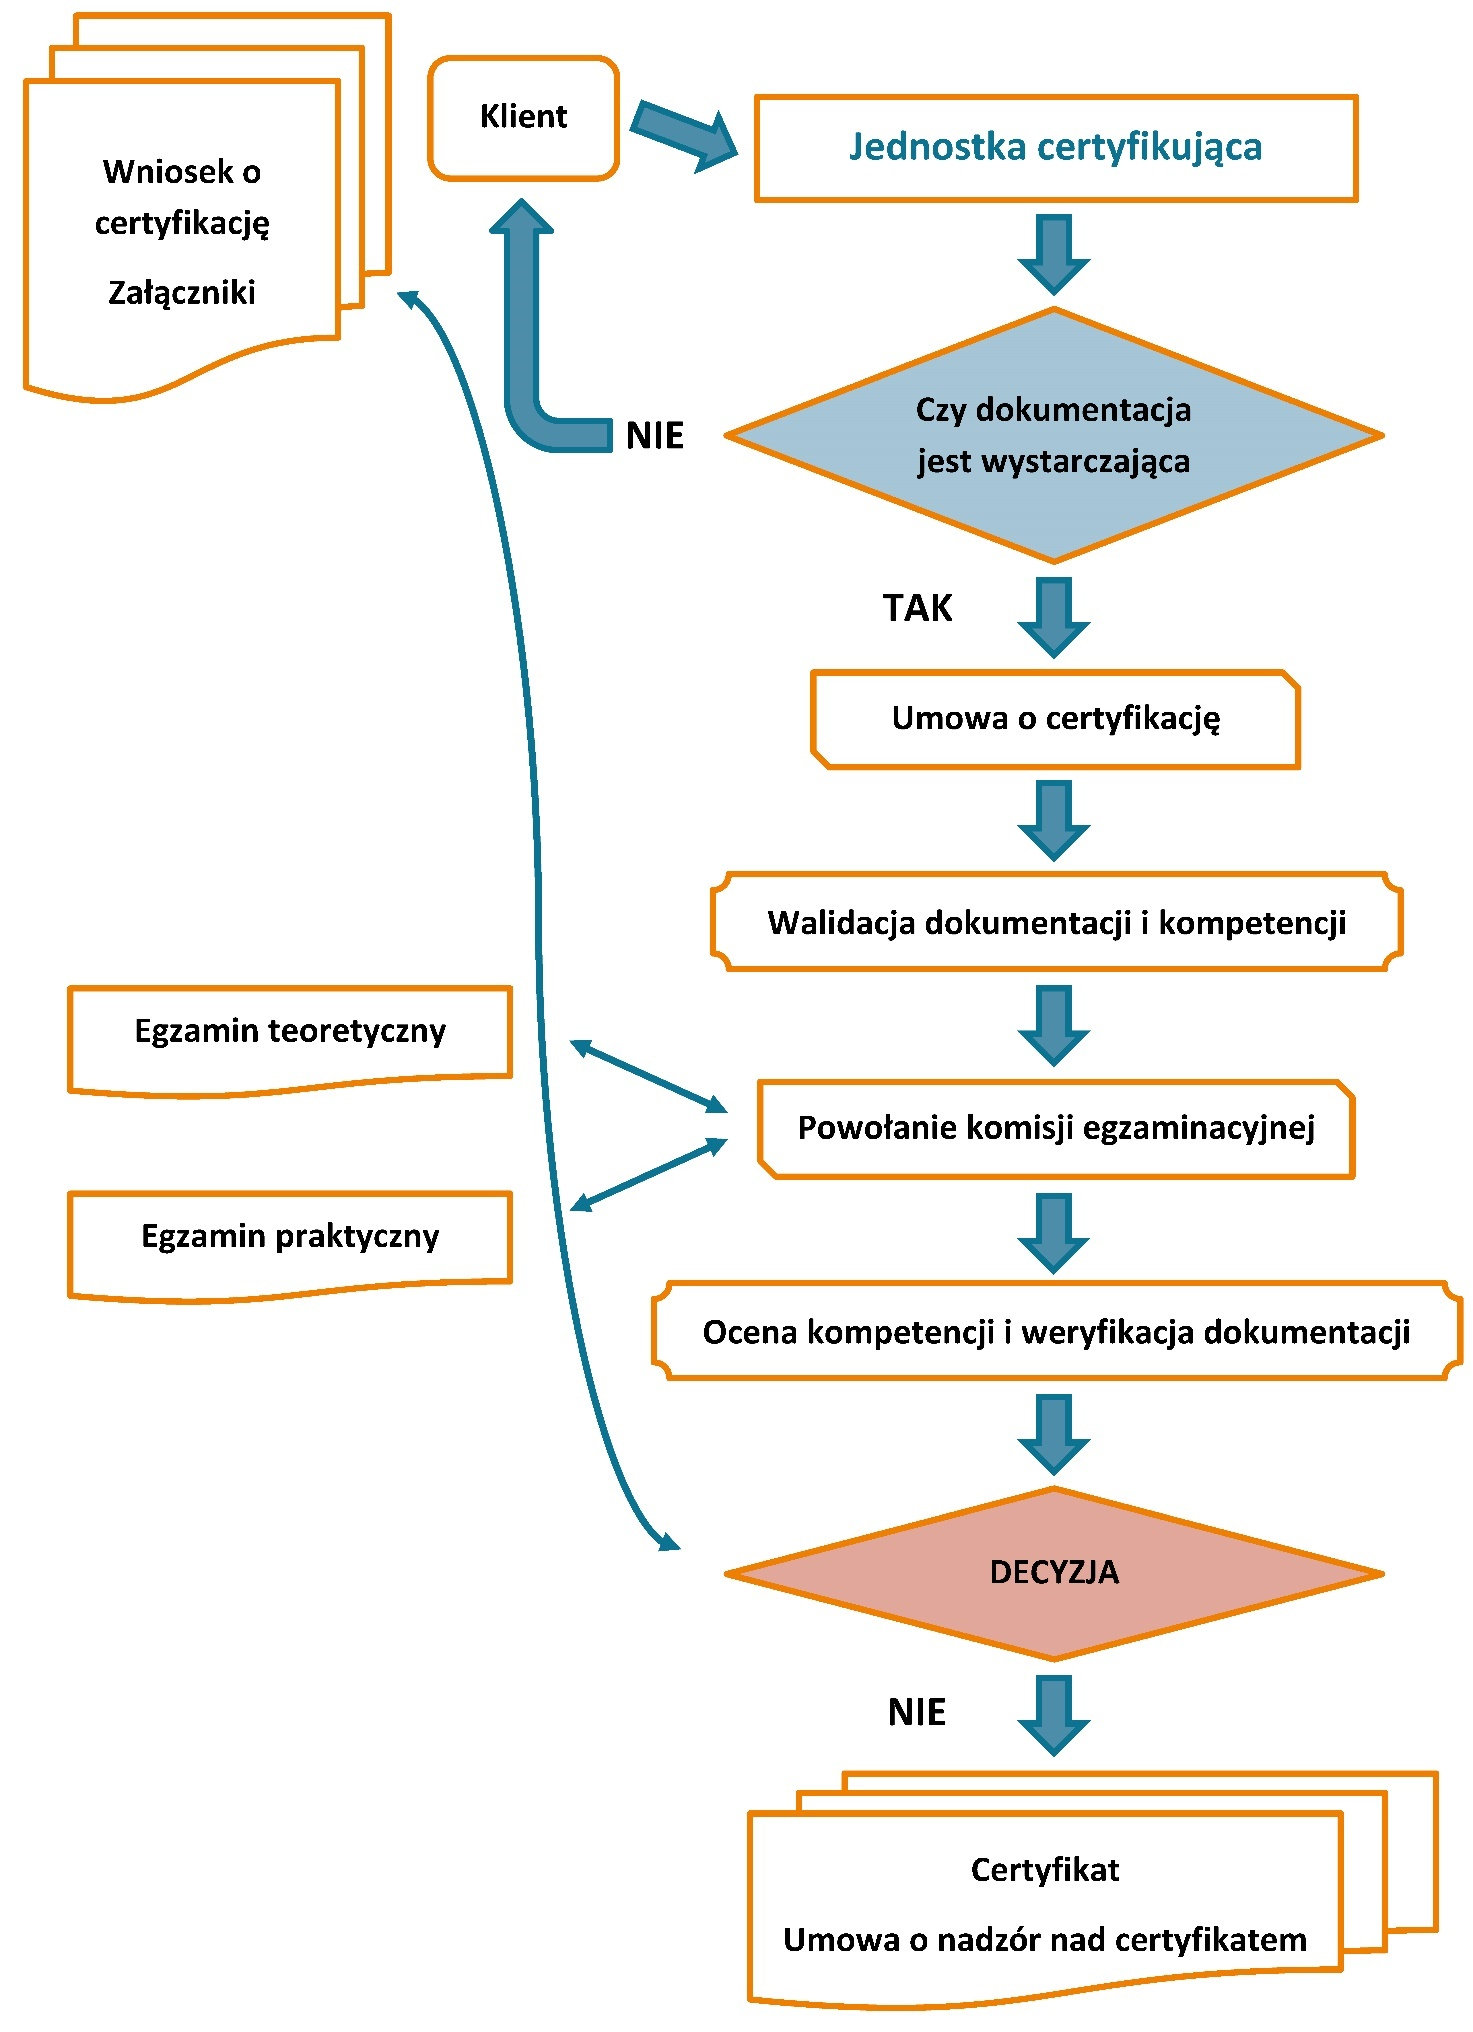 Wniosek o
certyfikację
Załączniki
Klient
Jednostka certyfikująca
Czy dokumentacja
jest wystarczająca
NIE
TAK
Umowa o certyfikację
Walidacja dokumentacji i kompetencji
Egzamin teoretyczny
Powołanie komisji egzaminacyjnej
Egzamin praktyczny
Ocena kompetencji i weryfikacja dokumentacji
DECYZJA
NIE
Certyfikat
Umowa o nadzór nad certyfikatem